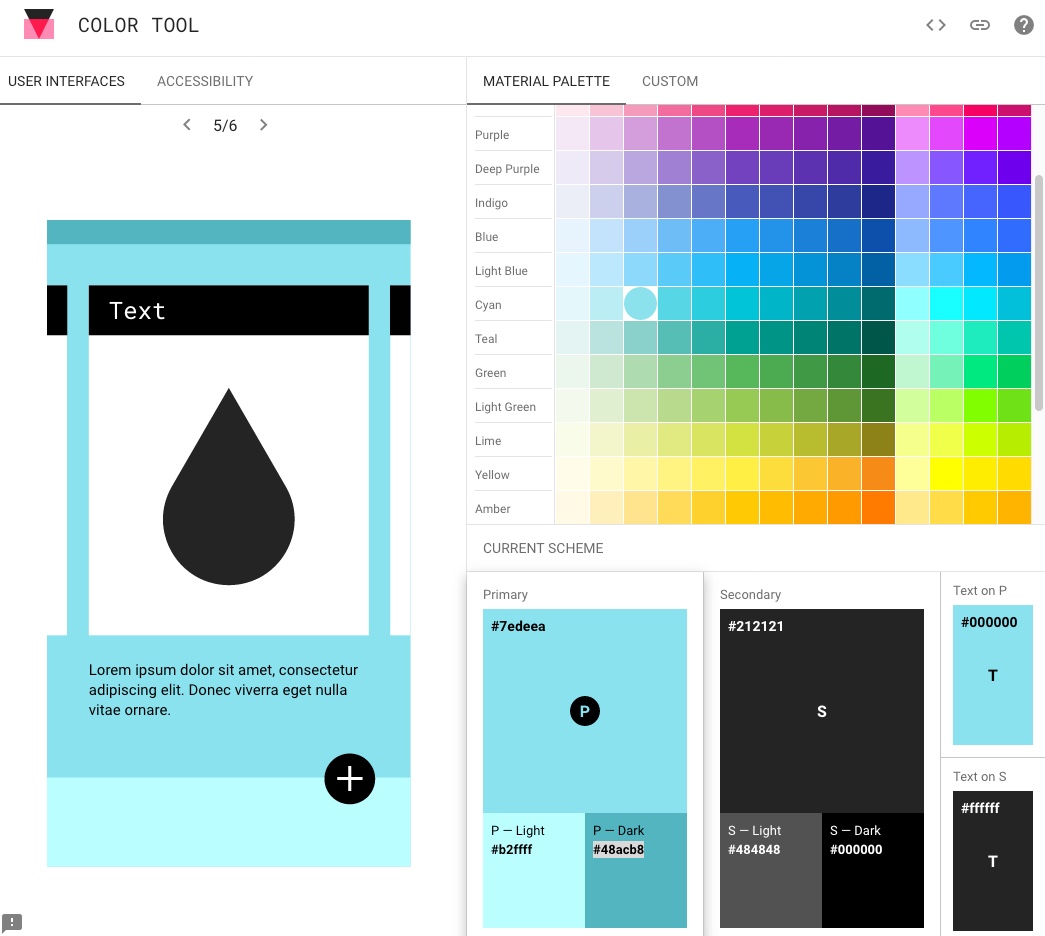 COLOR TOOL
USER INTERFACES
ACCESSIBILITY
5/6
Text
Lorem ipsum dolor sit amet, consectetur
adipiscing elit. Donec viverra eget nulla
vitae ornare.
MATERIAL PALETTE
CUSTOM
Purple
Deep Purple
Indigo
Blue
Light Blue
Cyan
Teal
Green
Light Green
Lime
Yellow
Amber
CURRENT SCHEME
Primary
#7edeea
P
P — Light
#b2ffff
P — Dark
#48acb8
Secondary
#212121
S
S — Light
#484848
S — Dark
#000000
Text on P
#000000
T
Text on S
#ffffff
T